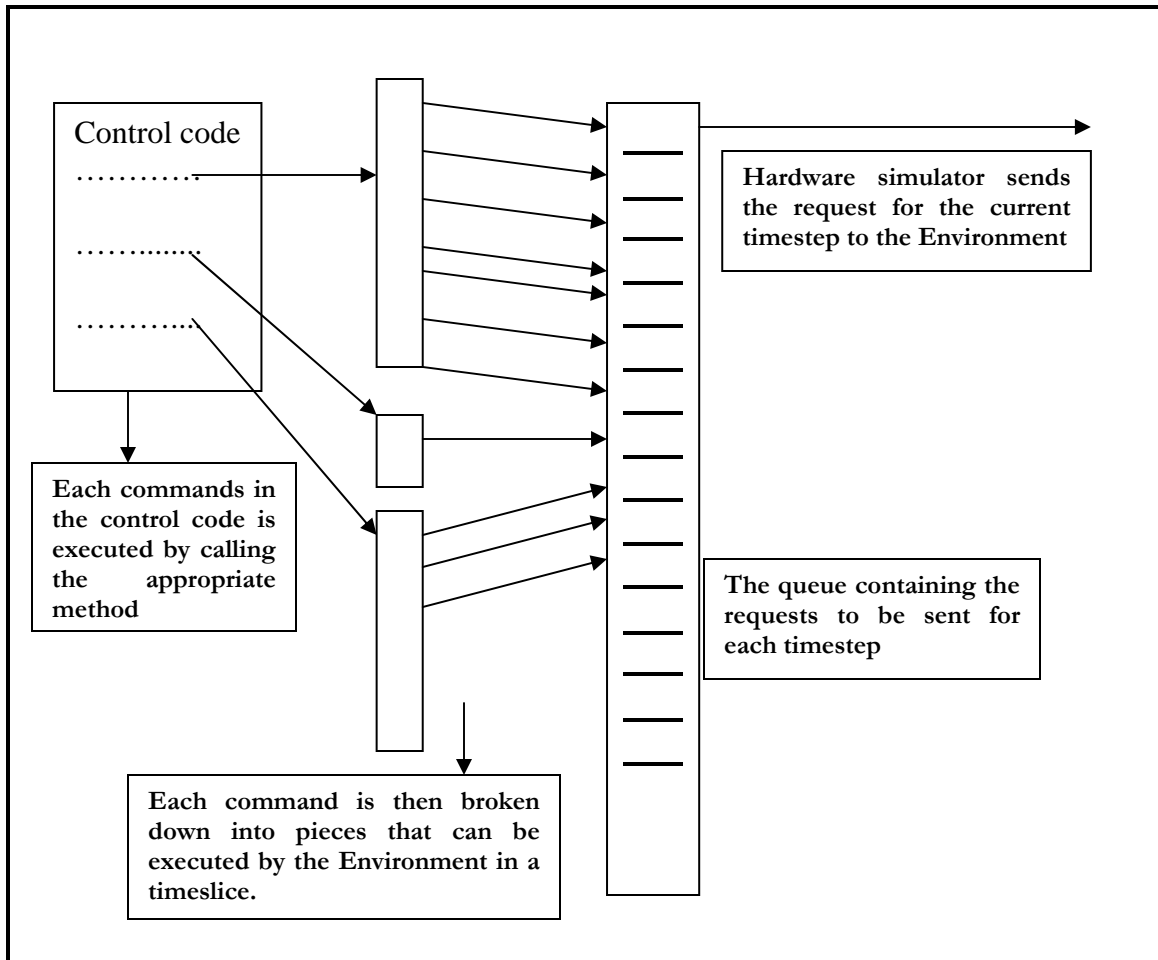 Control code
…………
……........
………....
Hardware simulator sends
the request for the current
timestep to the Environment
Each commands in
the control code is
executed by calling
the appropriate
method
The queue containing the
requests to be sent for
each timestep
Each command is then broken
down into pieces that can be
executed by the Environment in a
timeslice.